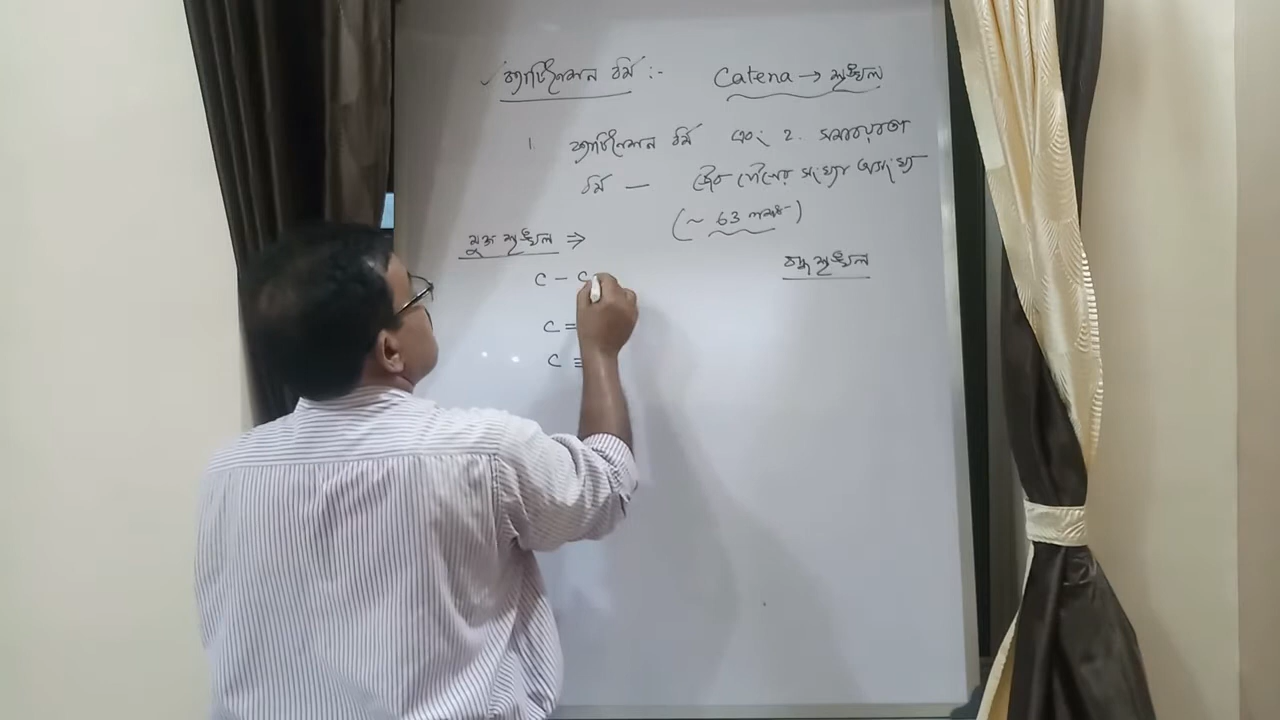 ক্যাটিনেশন ধর্ম :- Catena → শৃঙ্খল
1. ক্যাটিনেশন ধর্ম এবং 2. সমাবয়বতা
ধর্ম — জৈব যৌগের সংখ্যা অসংখ্য
(~ 63 লক্ষ)
মুক্ত শৃঙ্খল ⇒
বদ্ধ শৃঙ্খল
C – C
C =
C ≡